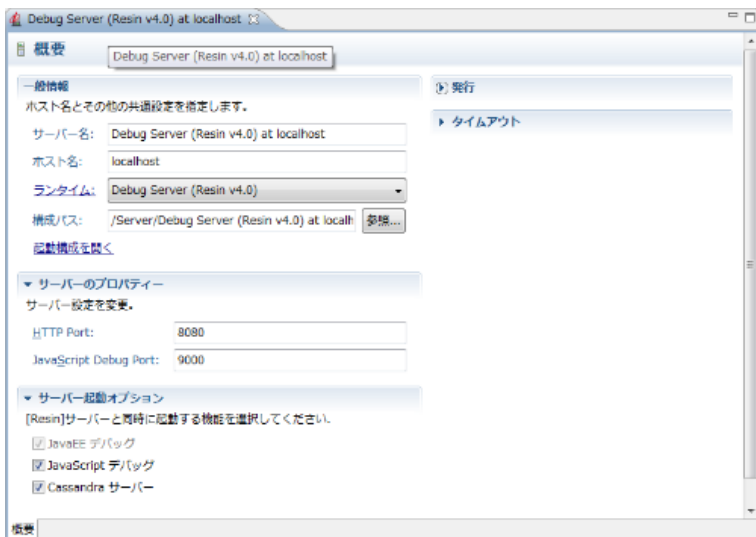 Debug Server (Resin v4.0) at localhost
概要
Debug Server (Resin v4.0) at localhost
一般情報
ホスト名とその他の共通設定を指定します。
サーバー名: Debug Server (Resin v4.0) at localhost
ホスト名: localhost
ランタイム: Debug Server (Resin v4.0)
構成パス: /Server/Debug Server (Resin v4.0) at localh 参照...
起動構成を開く
サーバーのプロパティー
サーバー設定を変更。
HTTP Port: 8080
JavaScript Debug Port: 9000
サーバー起動オプション
[Resin]サーバーと同時に起動する機能を選択してください.
JavaEE デバッグ
JavaScript デバッグ
Cassandra サーバー
発行
タイムアウト
概要